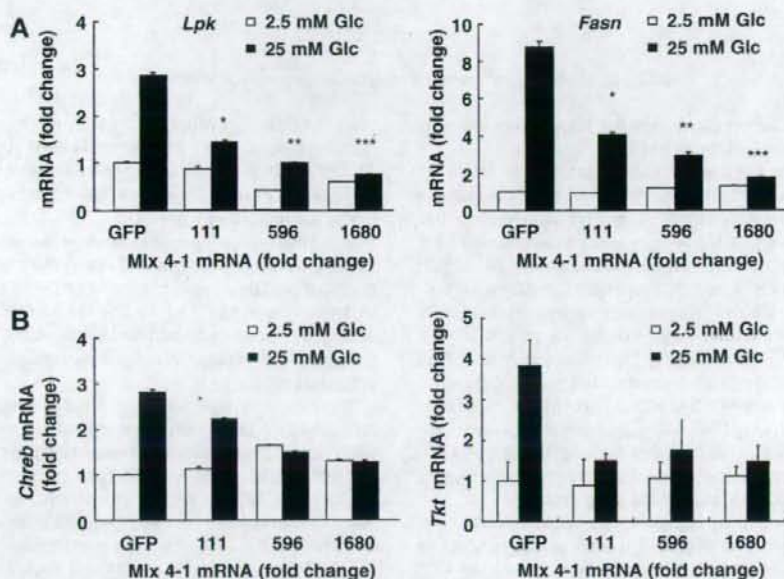 A
Lpk
2.5 mM Glc
25 mM Glc
mRNA (fold change)
4
3
2
1
0
*
**
***
GFP 111 596 1680
Mlx 4-1 mRNA (fold change)
Fasn
2.5 mM Glc
25 mM Glc
mRNA (fold change)
10
8
6
4
2
0
*
**
***
GFP 111 596 1680
Mlx 4-1 mRNA (fold change)
B
2.5 mM Glc
25 mM Glc
Chreb mRNA
(fold change)
4
3
2
1
0
*
GFP 111 596 1680
Mlx 4-1 mRNA (fold change)
2.5 mM Glc
25 mM Glc
Tkt mRNA (fold change)
5
4
3
2
1
0
GFP 111 596 1680
Mlx 4-1 mRNA (fold change)